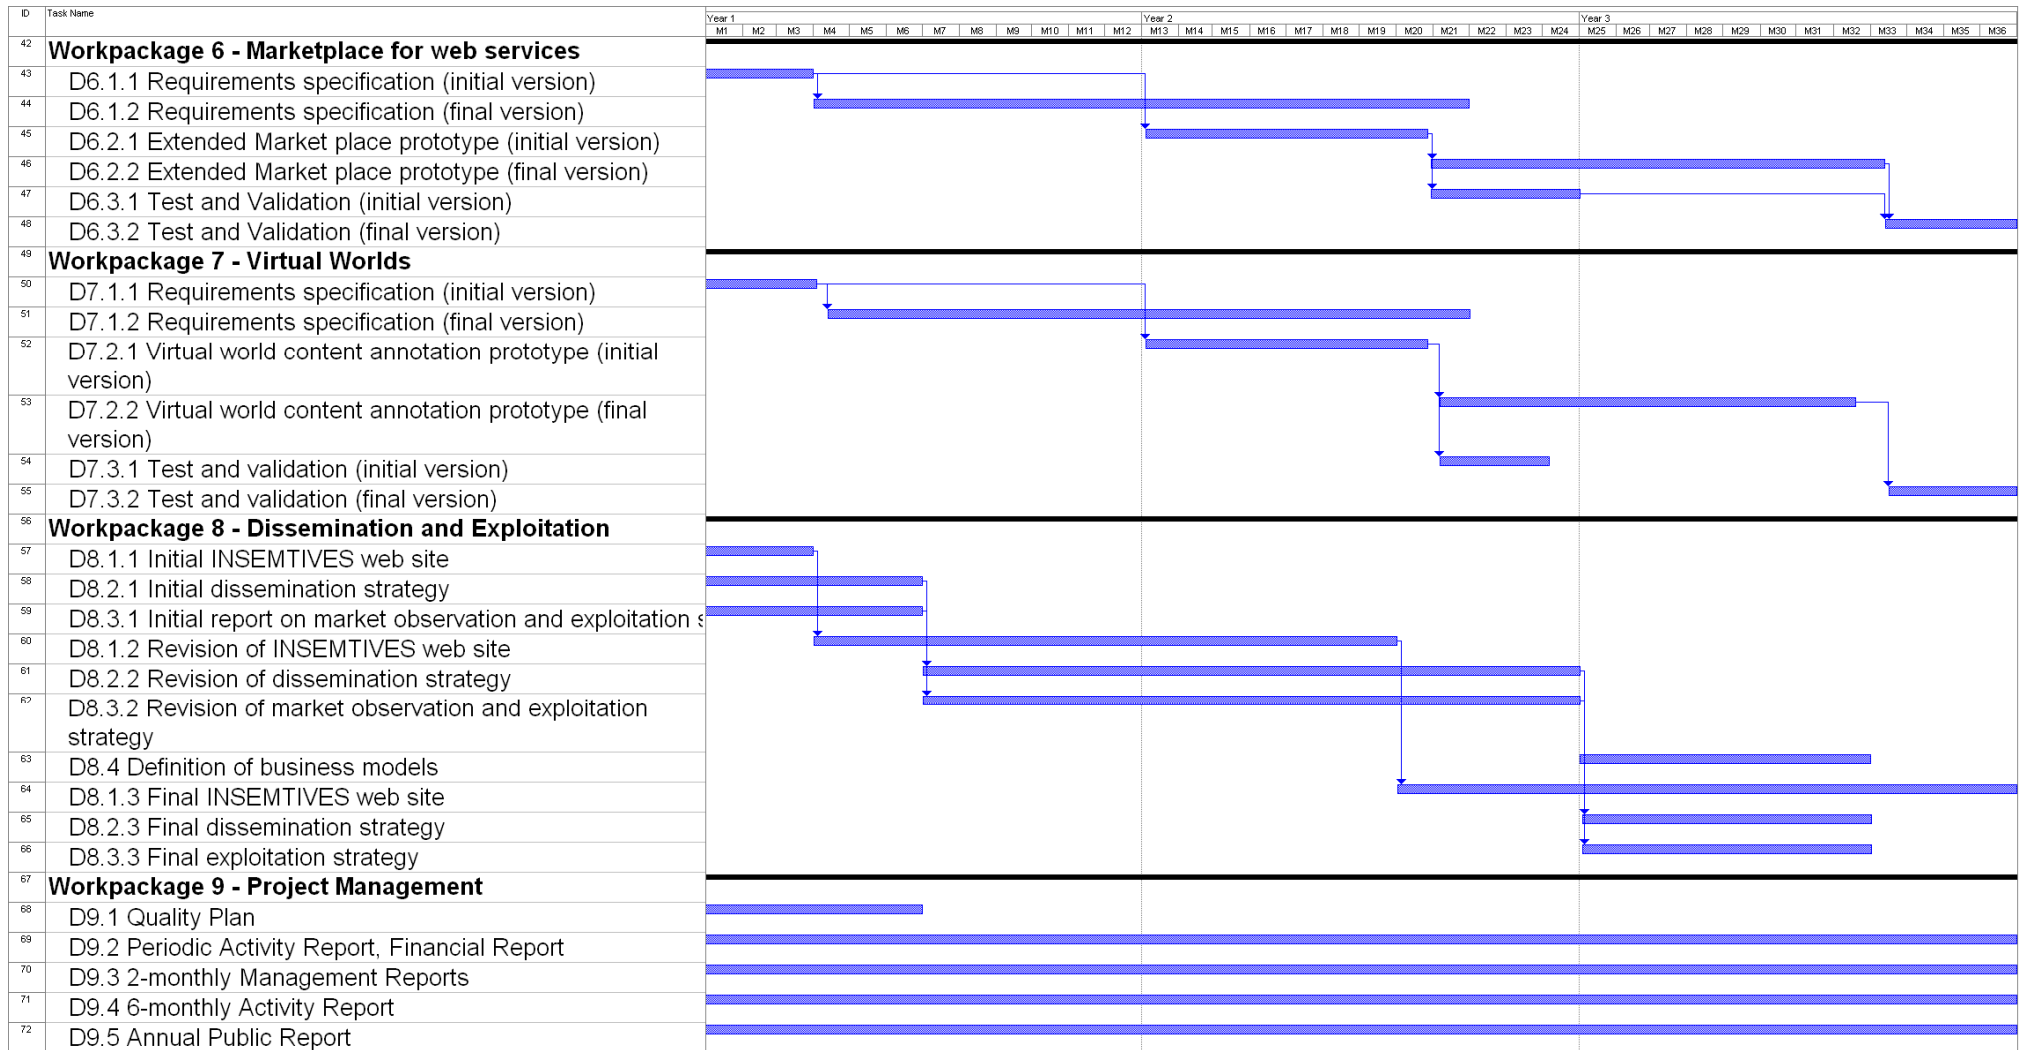 ID Task Name
Year 1 Year 2 Year 3
M1 M2 M3 M4 M5 M6 M7 M8 M9 M10 M11 M12 M13 M14 M15 M16 M17 M18 M19 M20 M21 M22 M23 M24 M25 M26 M27 M28 M29 M30 M31 M32 M33 M34 M35 M36
42 Workpackage 6 - Marketplace for web services
43 D6.1.1 Requirements specification (initial version)
44 D6.1.2 Requirements specification (final version)
45 D6.2.1 Extended Market place prototype (initial version)
46 D6.2.2 Extended Market place prototype (final version)
47 D6.3.1 Test and Validation (initial version)
48 D6.3.2 Test and Validation (final version)
49 Workpackage 7 - Virtual Worlds
50 D7.1.1 Requirements specification (initial version)
51 D7.1.2 Requirements specification (final version)
52 D7.2.1 Virtual world content annotation prototype (initial
version)
53 D7.2.2 Virtual world content annotation prototype (final
version)
54 D7.3.1 Test and validation (initial version)
55 D7.3.2 Test and validation (final version)
56 Workpackage 8 - Dissemination and Exploitation
57 D8.1.1 Initial INSEMTIVES web site
58 D8.2.1 Initial dissemination strategy
59 D8.3.1 Initial report on market observation and exploitation s
60 D8.1.2 Revision of INSEMTIVES web site
61 D8.2.2 Revision of dissemination strategy
62 D8.3.2 Revision of market observation and exploitation
strategy
63 D8.4 Definition of business models
64 D8.1.3 Final INSEMTIVES web site
65 D8.2.3 Final dissemination strategy
66 D8.3.3 Final exploitation strategy
67 Workpackage 9 - Project Management
68 D9.1 Quality Plan
69 D9.2 Periodic Activity Report, Financial Report
70 D9.3 2-monthly Management Reports
71 D9.4 6-monthly Activity Report
72 D9.5 Annual Public Report